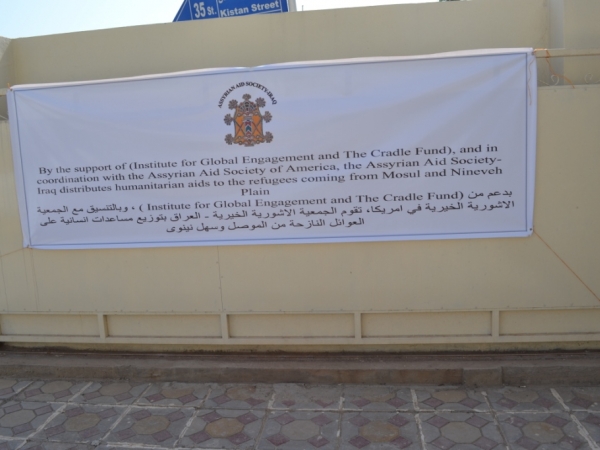 35 St.
Kistan Street
ASSYRIAN AID SOCIETY-IRAQ
By the support of (Institute for Global Engagement and The Cradle Fund), and in
coordination with the Assyrian Aid Society of America, the Assyrian Aid Society-
Iraq distributes humanitarian aids to the refugees coming from Mosul and Nineveh
Plain
بدعم من (Institute for Global Engagement and The Cradle Fund ) ، وبالتنسيق مع الجمعية
الاشورية الخيرية في امريكا، تقوم الجمعية الاشورية الخيرية - العراق بتوزيع مساعدات انسانية على
العوائل النازحة من الموصل وسهل نينوى